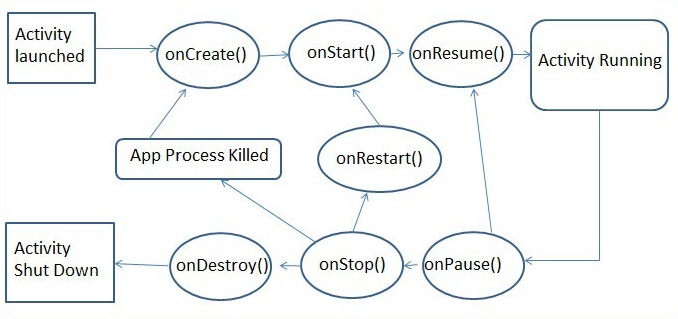 Activity
launched
onCreate()
onStart()
onResume()
Activity Running
App Process Killed
onRestart()
Activity
Shut Down
onDestroy()
onStop()
onPause()